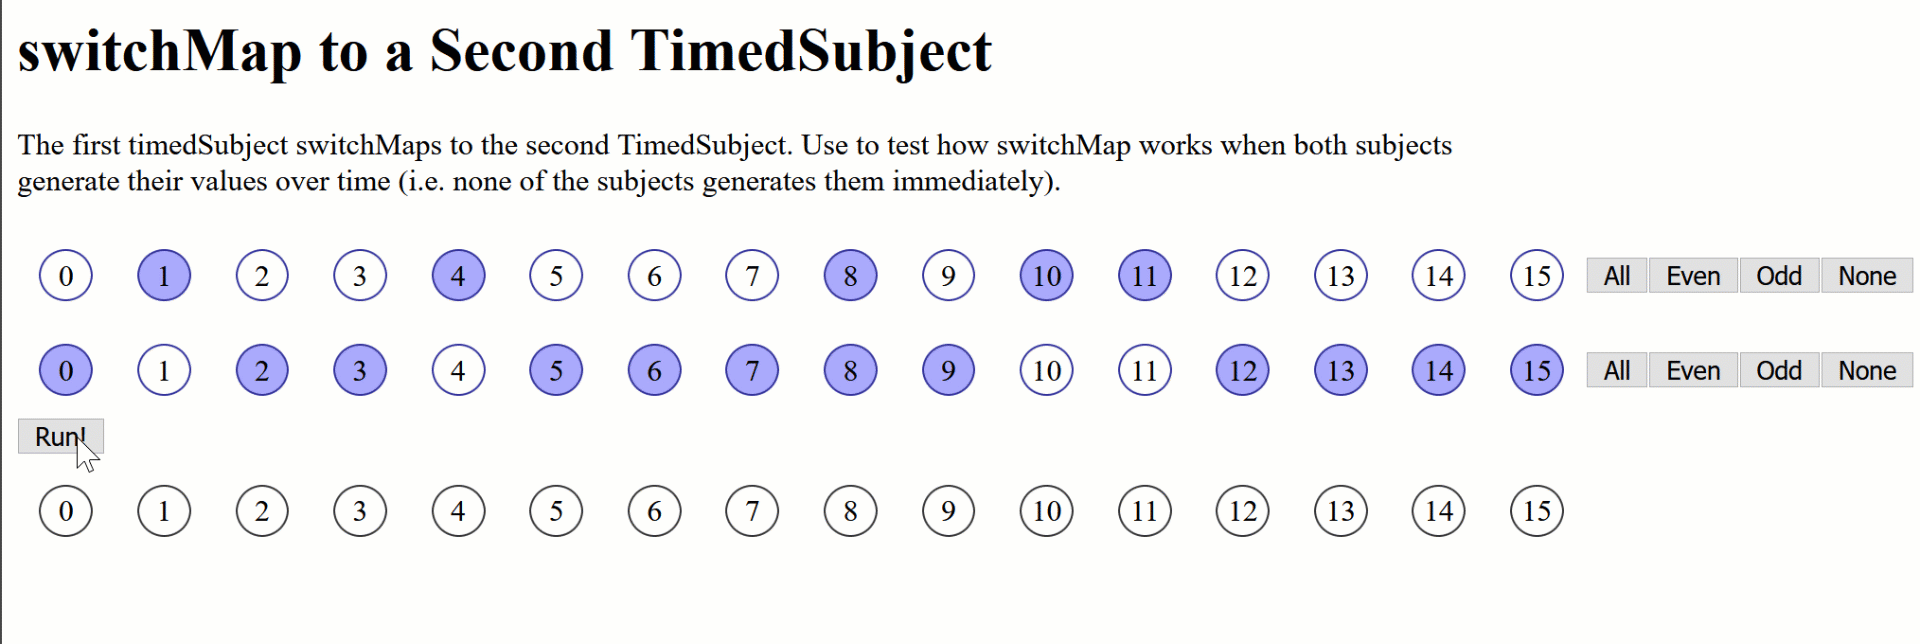 switchMap to a Second TimedSubject
The first timedSubject switchMaps to the second TimedSubject. Use to test how switchMap works when both subjects
generate their values over time (i.e. none of the subjects generates them immediately).
0 1 2 3 4 5 6 7 8 9 10 11 12 13 14 15 All Even Odd None
0 1 2 3 4 5 6 7 8 9 10 11 12 13 14 15 All Even Odd None
Run!
0 1 2 3 4 5 6 7 8 9 10 11 12 13 14 15